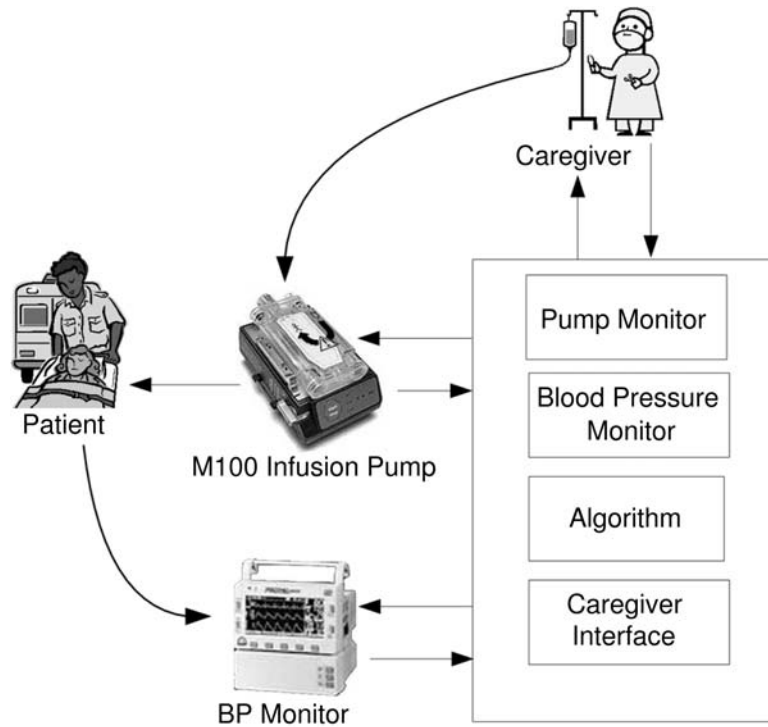 Caregiver
Pump Monitor
Blood Pressure
Monitor
Patient
M100 Infusion Pump
Algorithm
Caregiver
Interface
BP Monitor